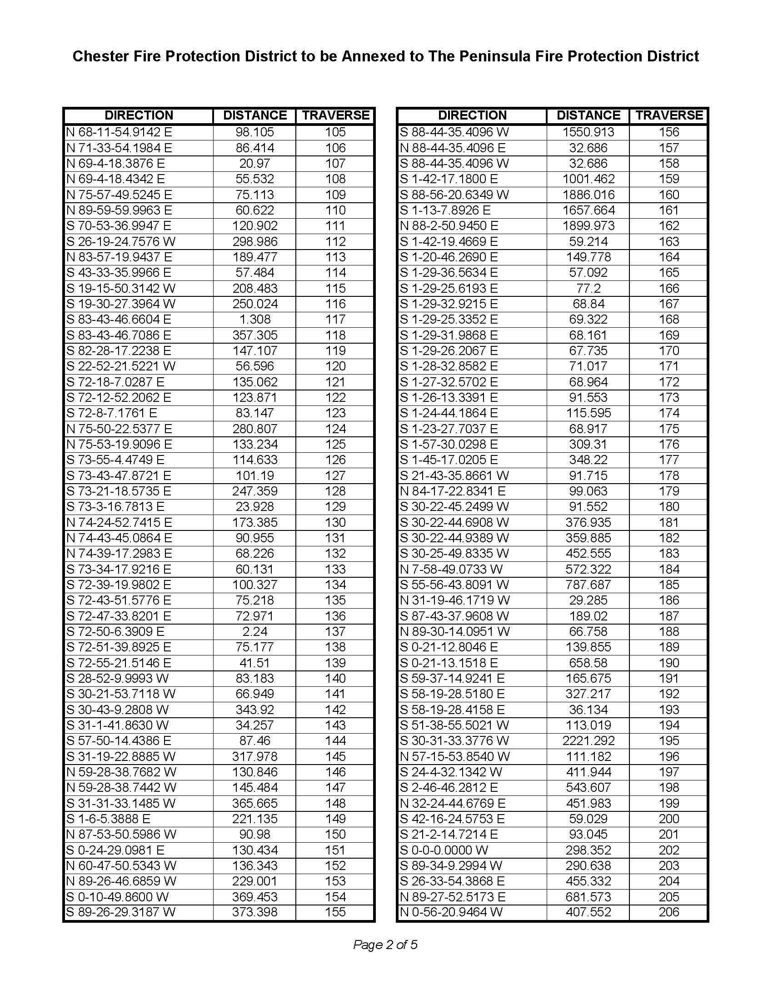 Chester Fire Protection District to be Annexed to The Peninsula Fire Protection District
DIRECTION DISTANCE TRAVERSE
N 68-11-54.9142 E 98.105 105
N 71-33-54.1984 E 86.414 106
N 69-4-18.3876 E 20.97 107
N 69-4-18.4342 E 55.532 108
N 75-57-49.5245 E 75.113 109
N 89-59-59.9963 E 60.622 110
S 70-53-36.9947 E 120.902 111
S 26-19-24.7576 W 298.986 112
N 83-57-19.9437 E 189.477 113
S 43-33-35.9966 E 57.484 114
S 19-15-50.3142 W 208.483 115
S 19-30-27.3964 W 250.024 116
S 83-43-46.6604 E 1.308 117
S 83-43-46.7086 E 357.305 118
S 82-28-17.2238 E 147.107 119
S 22-52-21.5221 W 56.596 120
S 72-18-7.0287 E 135.062 121
S 72-12-52.2062 E 123.871 122
S 72-8-7.1761 E 83.147 123
N 75-50-22.5377 E 280.807 124
N 75-53-19.9096 E 133.234 125
S 73-55-4.4749 E 114.633 126
S 73-43-47.8721 E 101.19 127
S 73-21-18.5735 E 247.359 128
S 73-3-16.7813 E 23.928 129
N 74-24-52.7415 E 173.385 130
N 74-43-45.0864 E 90.955 131
N 74-39-17.2983 E 68.226 132
S 73-34-17.9216 E 60.131 133
S 72-39-19.9802 E 100.327 134
S 72-43-51.5776 E 75.218 135
S 72-47-33.8201 E 72.971 136
S 72-50-6.3909 E 2.24 137
S 72-51-39.8925 E 75.177 138
S 72-55-21.5146 E 41.51 139
S 28-52-9.9993 W 83.183 140
S 30-21-53.7118 W 66.949 141
S 30-43-9.2808 W 343.92 142
S 31-1-41.8630 W 34.257 143
S 57-50-14.4386 E 87.46 144
S 31-19-22.8885 W 317.978 145
N 59-28-38.7682 W 130.846 146
N 59-28-38.7442 W 145.484 147
S 31-31-33.1485 W 365.665 148
S 1-6-5.3888 E 221.135 149
N 87-53-50.5986 W 90.98 150
S 0-24-29.0981 E 130.434 151
N 60-47-50.5343 W 136.343 152
N 89-26-46.6859 W 229.001 153
S 0-10-49.8600 W 369.453 154
S 89-26-29.3187 W 373.398 155
DIRECTION DISTANCE TRAVERSE
S 88-44-35.4096 W 1550.913 156
N 88-44-35.4096 E 32.686 157
S 88-44-35.4096 W 32.686 158
S 1-42-17.1800 E 1001.462 159
S 88-56-20.6349 W 1886.016 160
S 1-13-7.8926 E 1657.664 161
N 88-2-50.9450 E 1899.973 162
S 1-42-19.4669 E 59.214 163
S 1-20-46.2690 E 149.778 164
S 1-29-36.5634 E 57.092 165
S 1-29-25.6193 E 77.2 166
S 1-29-32.9215 E 68.84 167
S 1-29-25.3352 E 69.322 168
S 1-29-31.9868 E 68.161 169
S 1-29-26.2067 E 67.735 170
S 1-28-32.8582 E 71.017 171
S 1-27-32.5702 E 68.964 172
S 1-26-13.3391 E 91.553 173
S 1-24-44.1864 E 115.595 174
S 1-23-27.7037 E 68.917 175
S 1-57-30.0298 E 309.31 176
S 1-45-17.0205 E 348.22 177
S 21-43-35.8661 W 91.715 178
N 84-17-22.8341 E 99.063 179
S 30-22-45.2499 W 91.552 180
S 30-22-44.6908 W 376.935 181
S 30-22-44.9389 W 359.885 182
S 30-25-49.8335 W 452.555 183
N 7-58-49.0733 W 572.322 184
S 55-56-43.8091 W 787.687 185
N 31-19-46.1719 W 29.285 186
S 87-43-37.9608 W 189.02 187
N 89-30-14.0951 W 66.758 188
S 0-21-12.8046 E 139.855 189
S 0-21-13.1518 E 658.58 190
S 59-37-14.9241 E 165.675 191
S 58-19-28.5180 E 327.217 192
S 58-19-28.4158 E 36.134 193
S 51-38-55.5021 W 113.019 194
S 30-31-33.3776 W 2221.292 195
N 57-15-53.8540 W 111.182 196
S 24-4-32.1342 W 411.944 197
S 2-46-46.2812 E 543.607 198
N 32-24-44.6769 E 451.983 199
S 42-16-24.5753 E 59.029 200
S 21-2-14.7214 E 93.045 201
S 0-0-0.0000 W 298.352 202
S 89-34-9.2994 W 290.638 203
S 26-33-54.3868 E 455.332 204
N 89-27-52.5173 E 681.573 205
N 0-56-20.9464 W 407.552 206
Page 2 of 5